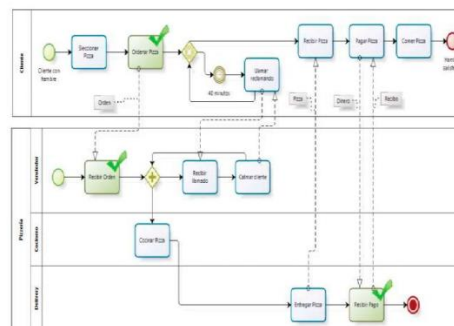 Cliente
Cliente con
hambre
Seleccionar
Pizza
Ordenar Pizza
60 minutos
Llamar
reclamando
Recibir Pizza
Pagar Pizza
Comer Pizza
Orden
Pizza
Dinero
Recibo
Pizzería
Vendedor
Recibir Orden
Recibir
llamado
Calmar cliente
Cocinero
Cocinar Pizza
Delivery
Entregar Pizza
Recibir Pago